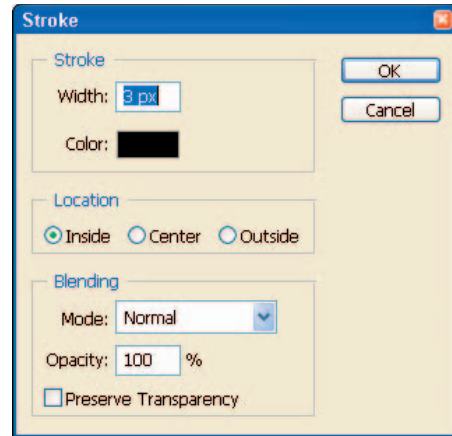 Stroke
Stroke
Width: 3 px
Color:
OK
Cancel
Location
Inside Center Outside
Blending
Mode: Normal
Opacity: 100 %
Preserve Transparency